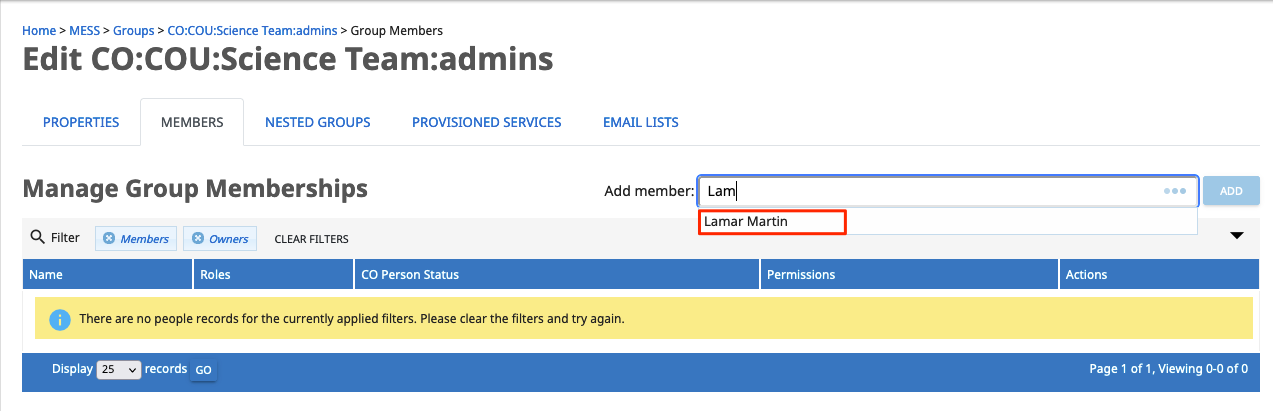 Home > MESS > Groups > CO:COU:Science Team:admins > Group Members
Edit CO:COU:Science Team:admins
PROPERTIES MEMBERS NESTED GROUPS PROVISIONED SERVICES EMAIL LISTS
Manage Group Memberships Add member: Lam ADD
Lamar Martin
Filter Members Owners CLEAR FILTERS
Name Roles CO Person Status Permissions Actions
There are no people records for the currently applied filters. Please clear the filters and try again.
Display 25 records GO Page 1 of 1, Viewing 0-0 of 0